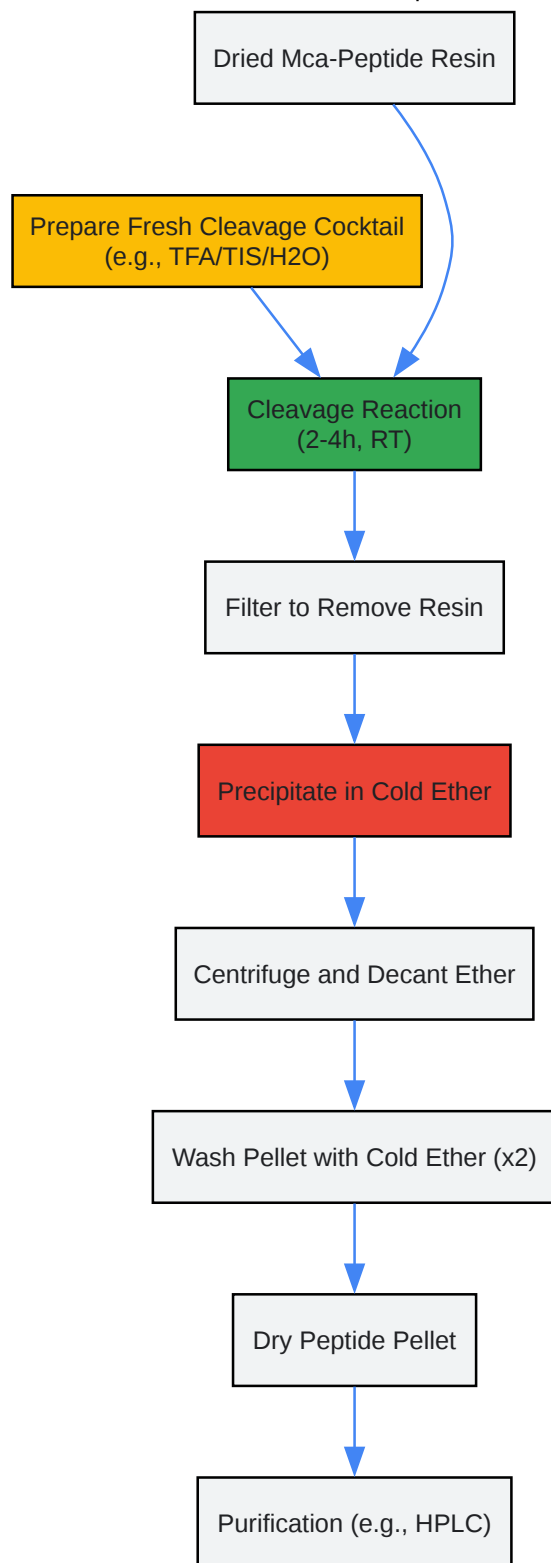 Dried Mca-Peptide Resin
Prepare Fresh Cleavage Cocktail
(e.g., TFA/TIS/H2O)
Cleavage Reaction
(2-4h, RT)
Filter to Remove Resin
Precipitate in Cold Ether
Centrifuge and Decant Ether
Wash Pellet with Cold Ether (x2)
Dry Peptide Pellet
Purification (e.g., HPLC)